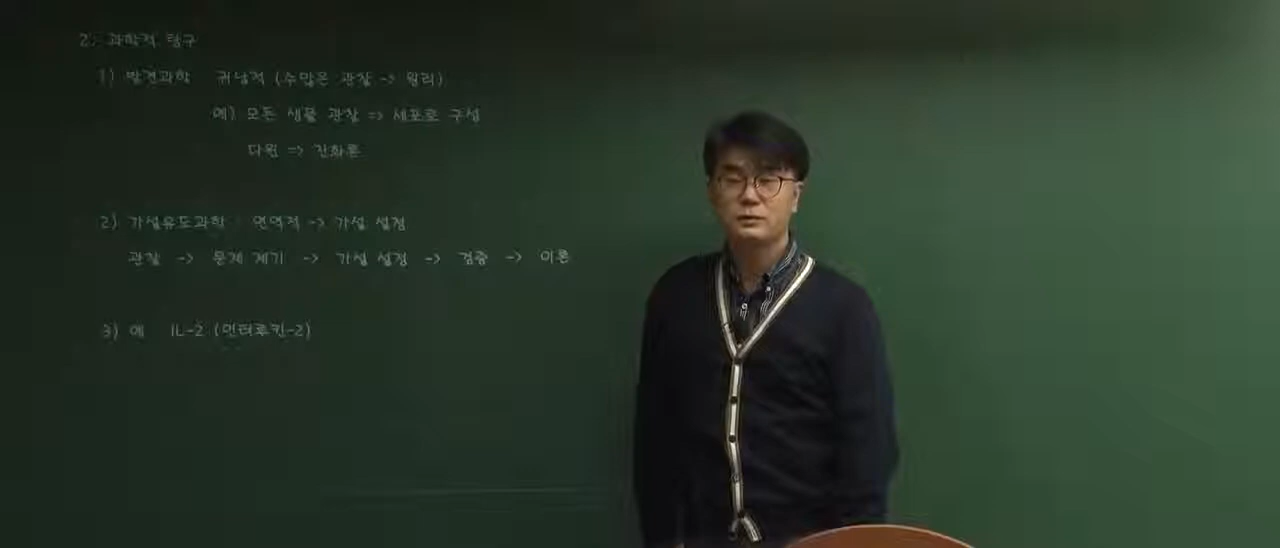 2. 과학적 탐구
1) 발견과학 귀납적 (수많은 관찰 -> 원리)
예) 모든 생물 관찰 => 세포로 구성
다윈 => 진화론
2) 가설유도과학 : 연역적 -> 가설 설정
관찰 -> 문제 제기 -> 가설 설정 -> 검증 -> 이론
3) 예 IL-2 (인터루킨-2)